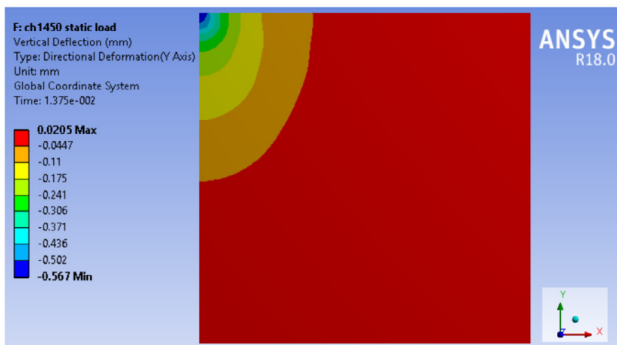 F: ch1450 static load
Vertical Deflection (mm)
Type: Directional Deformation(Y Axis)
Unit: mm
Global Coordinate System
Time: 1.375e-002
0.0205 Max
-0.0447
-0.11
-0.175
-0.241
-0.306
-0.371
-0.436
-0.502
-0.567 Min
ANSYS
R18.0
Y
Z
X